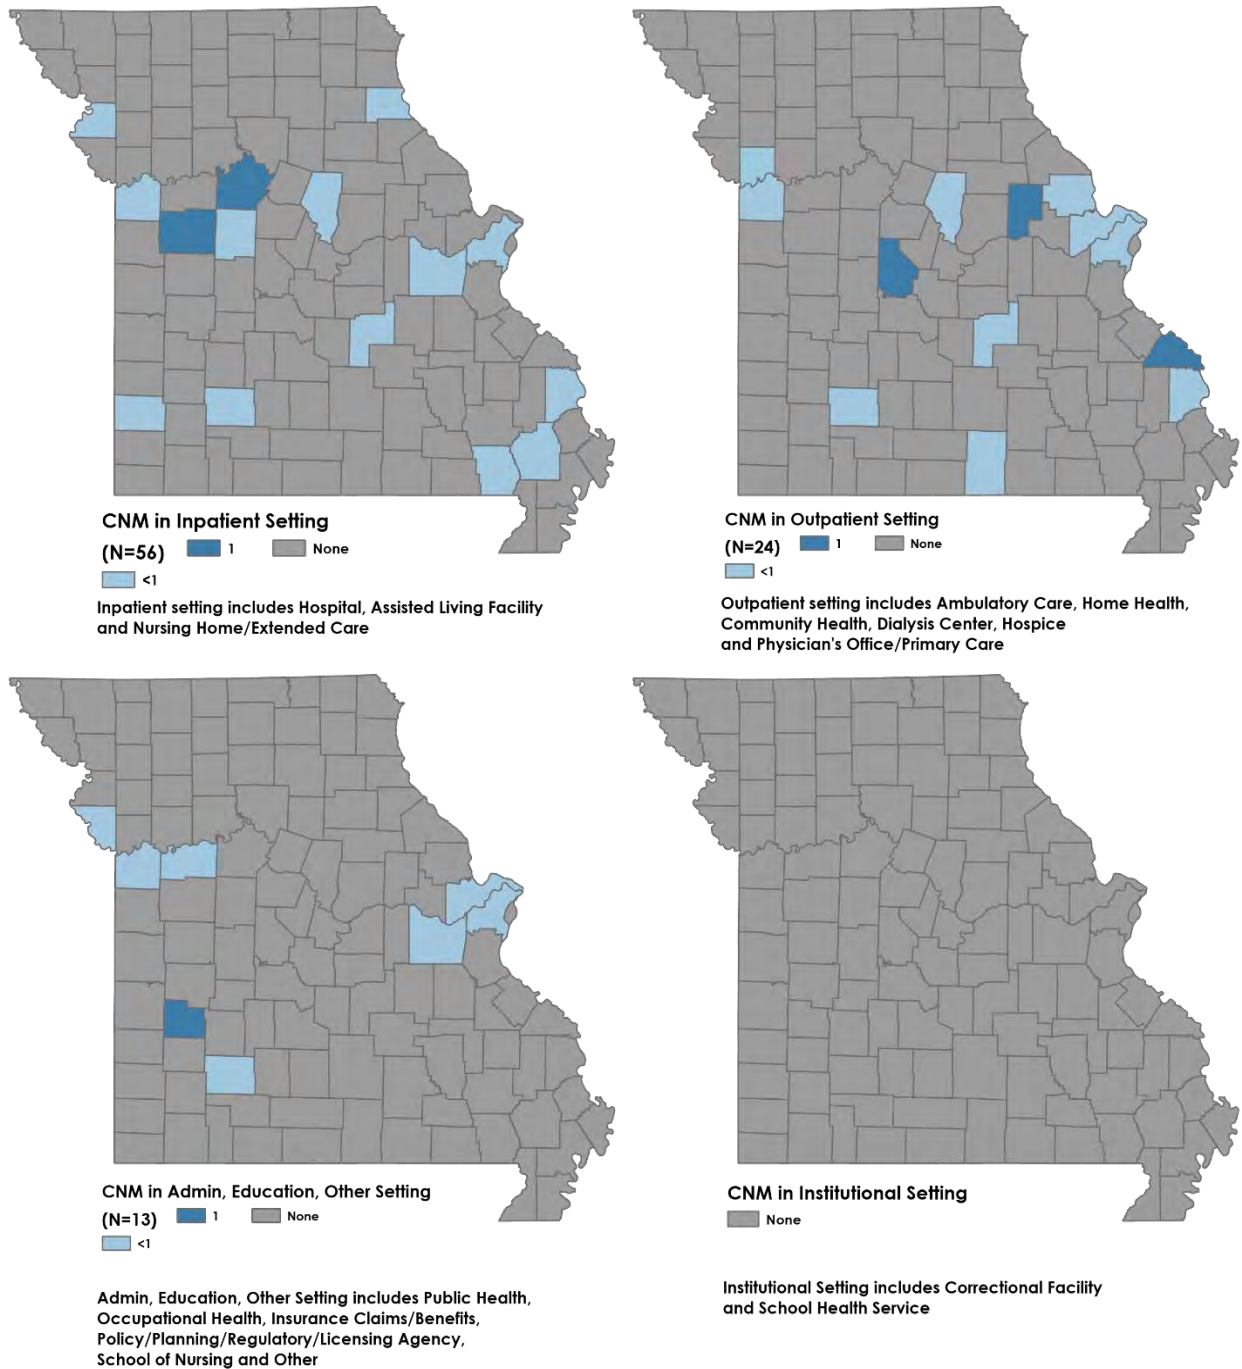 CNM in Inpatient Setting
(N=56) 1 None
<1
Inpatient setting includes Hospital, Assisted Living Facility
and Nursing Home/Extended Care
CNM in Outpatient Setting
(N=24) 1 None
<1
Outpatient setting includes Ambulatory Care, Home Health,
Community Health, Dialysis Center, Hospice
and Physician's Office/Primary Care
CNM in Admin, Education, Other Setting
(N=13) 1 None
<1
Admin, Education, Other Setting includes Public Health,
Occupational Health, Insurance Claims/Benefits,
Policy/Planning/Regulatory/Licensing Agency,
School of Nursing and Other
CNM in Institutional Setting
None
Institutional Setting includes Correctional Facility
and School Health Service